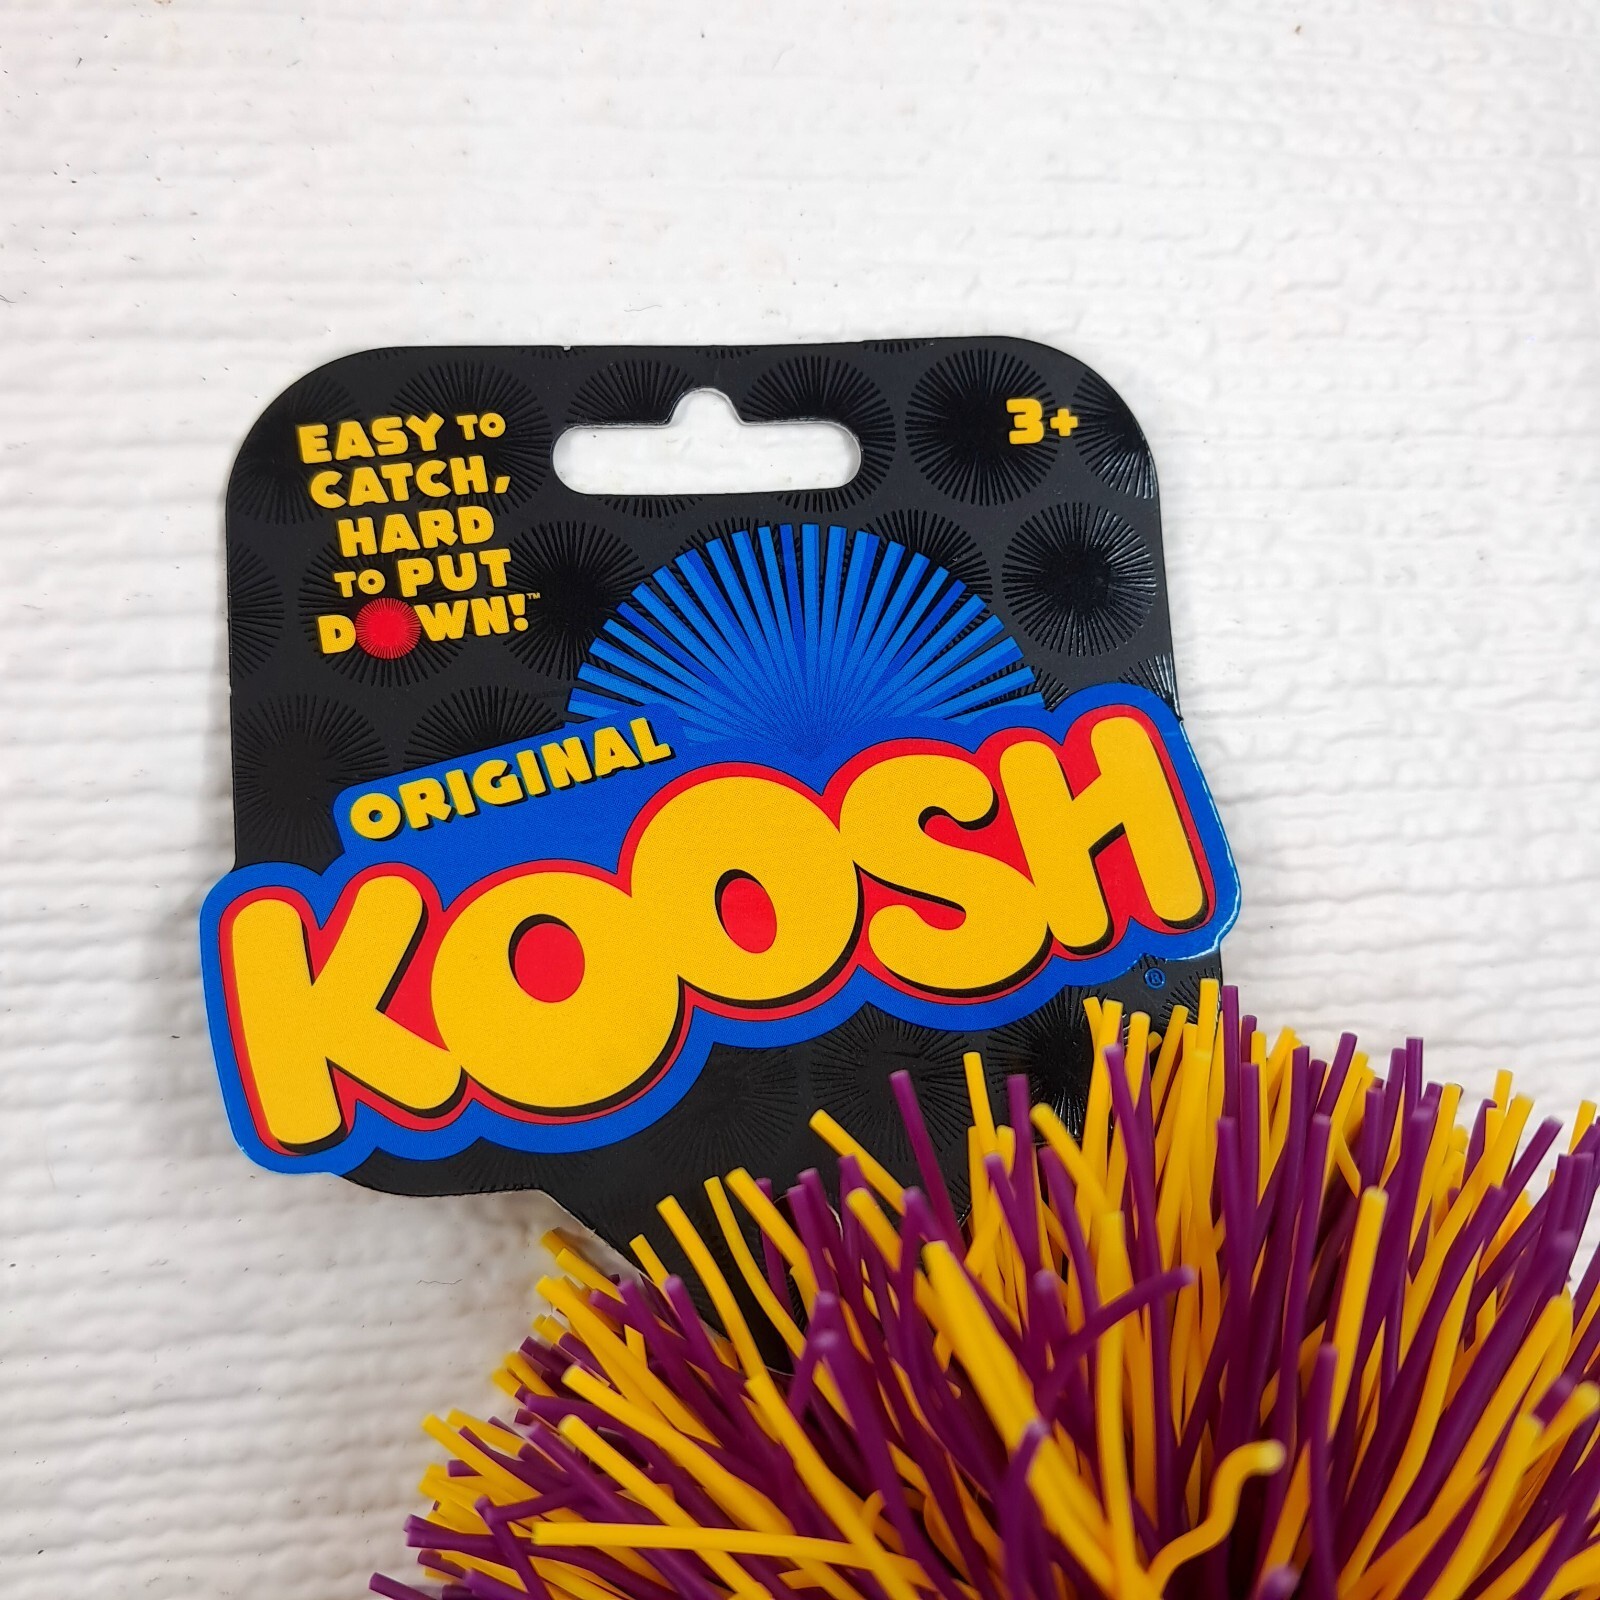 EASY TO
CATCH,
HARD
TO PUT
DOWN!™
3+
ORIGINAL
KOOSH
®